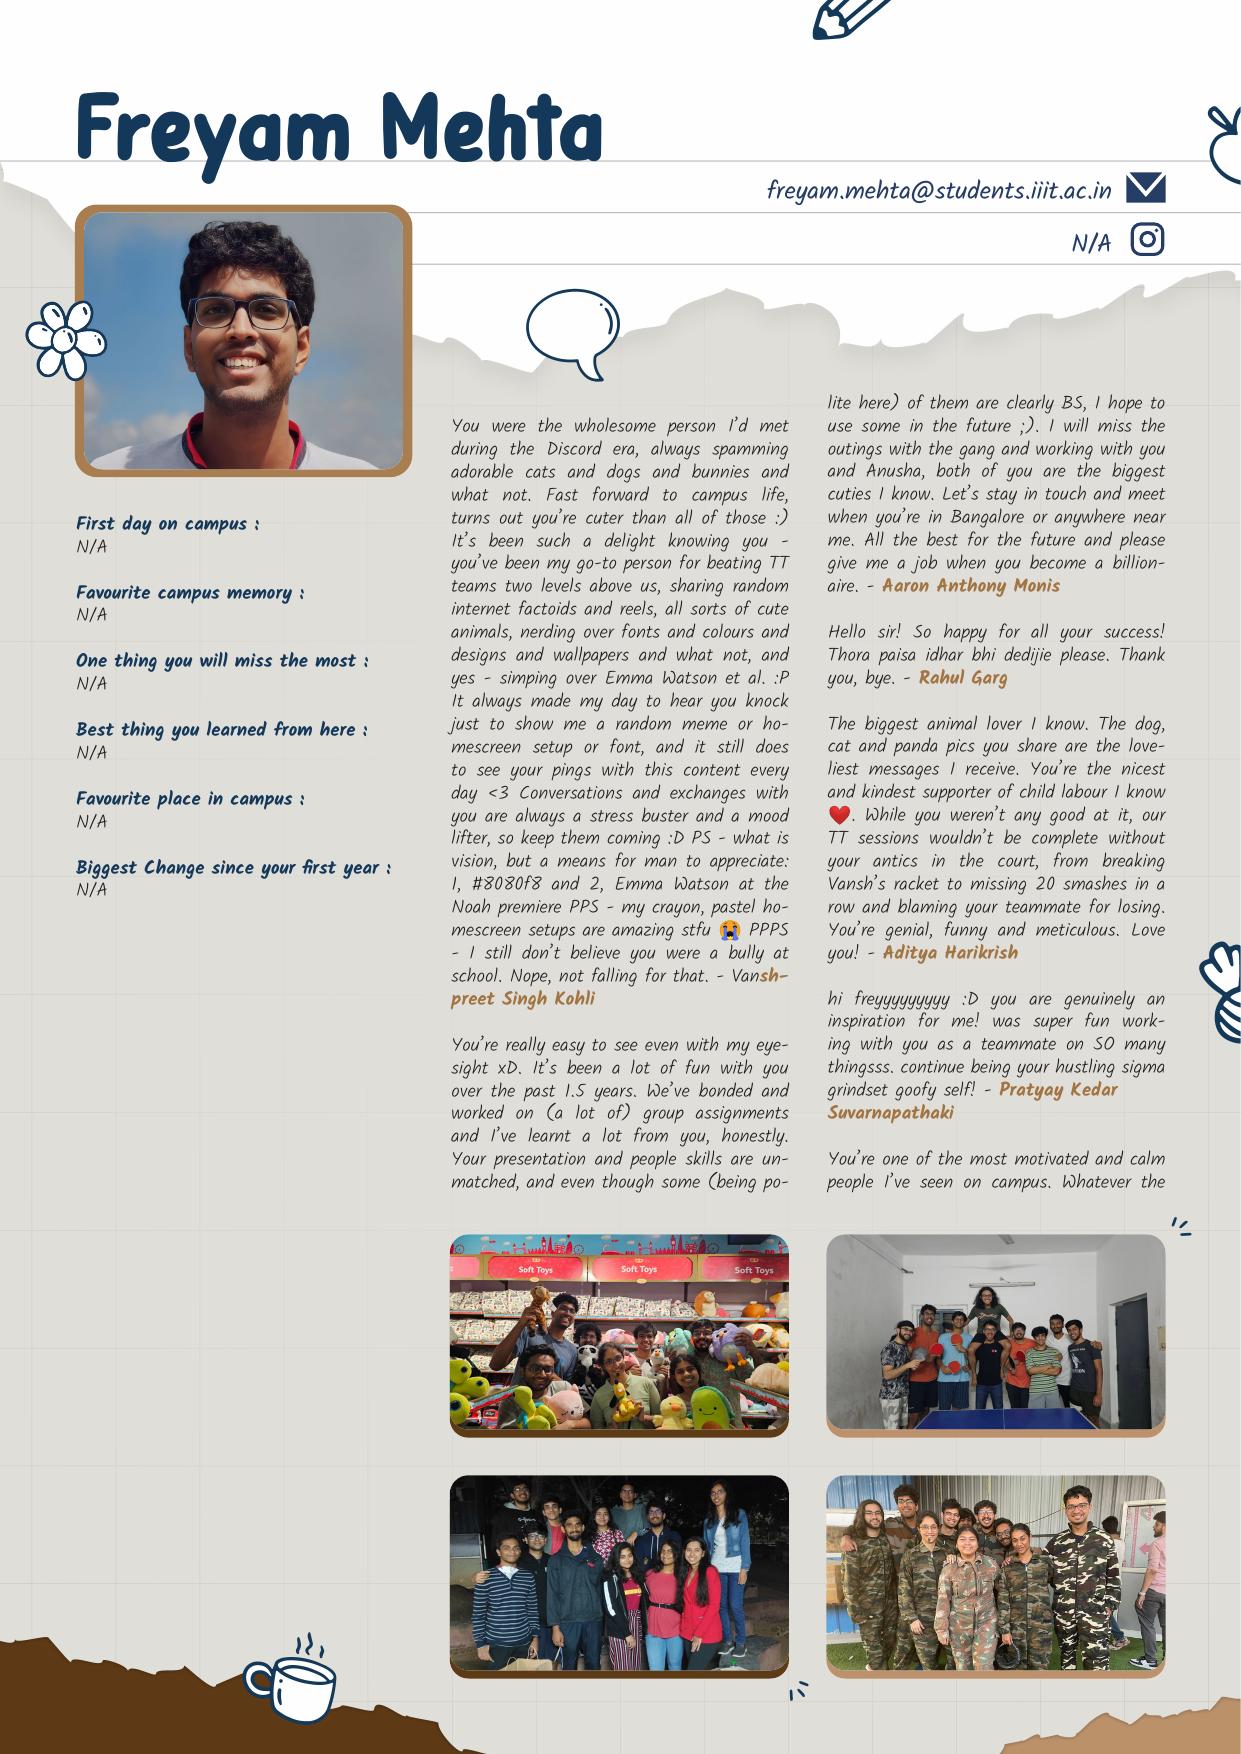 Freyam Mehta
freyam.mehta@students.iiit.ac.in
N/A
First day on campus :
N/A
Favourite campus memory :
N/A
One thing you will miss the most :
N/A
Best thing you learned from here :
N/A
Favourite place in campus :
N/A
Biggest Change since your first year :
N/A
You were the wholesome person I'd met
during the Discord era, always spamming
adorable cats and dogs and bunnies and
what not. Fast forward to campus life,
turns out you're cuter than all of those :)
It's been such a delight knowing you -
you've been my go-to person for beating TT
teams two levels above us, sharing random
internet factoids and reels, all sorts of cute
animals, nerding over fonts and colours and
designs and wallpapers and what not, and
yes - simping over Emma Watson et al. :P
It always made my day to hear you knock
just to show me a random meme or ho-
mescreen setup or font, and it still does
to see your pings with this content every
day <3 Conversations and exchanges with
you are always a stress buster and a mood
lifter, so keep them coming :D PS - what is
vision, but a means for man to appreciate:
1, #8080f8 and 2, Emma Watson at the
Noah premiere PPS - my crayon, pastel ho-
mescreen setups are amazing stfu 😭 PPPS
- I still don't believe you were a bully at
school. Nope, not falling for that. - Vansh-
preet Singh Kohli
You're really easy to see even with my eye-
sight xD. It's been a lot of fun with you
over the past 1.5 years. We've bonded and
worked on (a lot of) group assignments
and I've learnt a lot from you, honestly.
Your presentation and people skills are un-
matched, and even though some (being po-
lite here) of them are clearly BS, I hope to
use some in the future ;). I will miss the
outings with the gang and working with you
and Anusha, both of you are the biggest
cuties I know. Let's stay in touch and meet
when you're in Bangalore or anywhere near
me. All the best for the future and please
give me a job when you become a billion-
aire. - Aaron Anthony Monis
Hello sir! So happy for all your success!
Thora paisa idhar bhi dedijie please. Thank
you, bye. - Rahul Garg
The biggest animal lover I know. The dog,
cat and panda pics you share are the love-
liest messages I receive. You're the nicest
and kindest supporter of child labour I know
❤️. While you weren't any good at it, our
TT sessions wouldn't be complete without
your antics in the court, from breaking
Vansh's racket to missing 20 smashes in a
row and blaming your teammate for losing.
You're genial, funny and meticulous. Love
you! - Aditya Harikrish
hi freyyyyyyyyy :D you are genuinely an
inspiration for me! was super fun work-
ing with you as a teammate on SO many
thingsss. continue being your hustling sigma
grindset goofy self! - Pratyay Kedar
Suvarnapathaki
You're one of the most motivated and calm
people I've seen on campus. Whatever the
Soft Toys
Soft Toys
Soft Toys